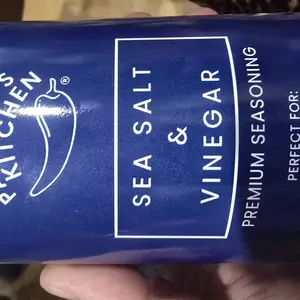 KITCHEN
®
SEA SALT
&
VINEGAR
PREMIUM SEASONING
PERFECT FOR: